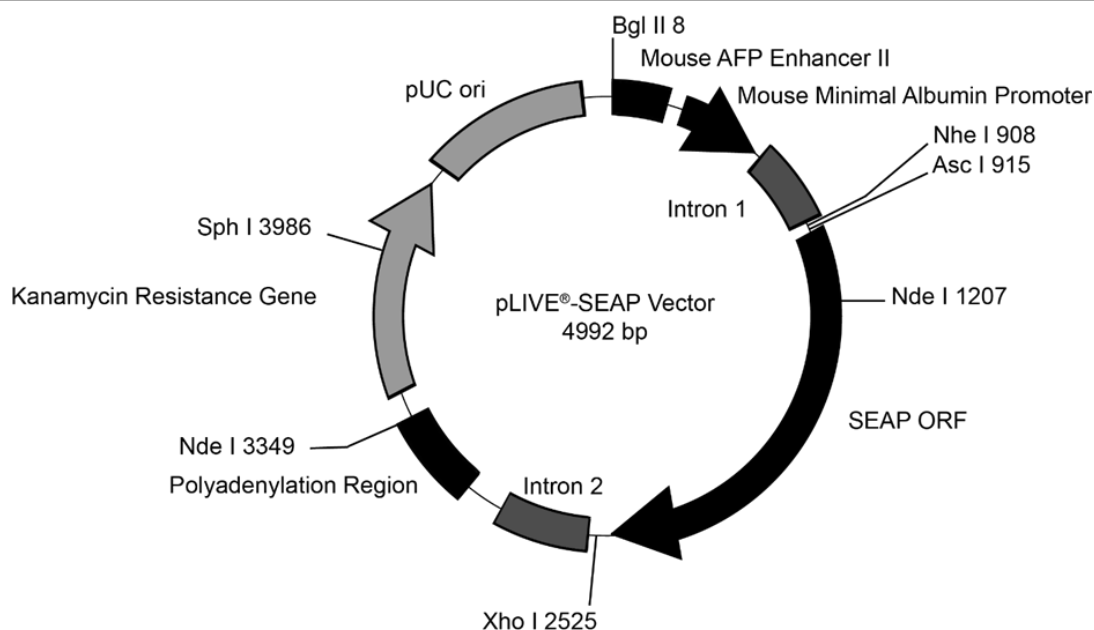 Bgl II 8
Mouse AFP Enhancer II
pUC ori
Mouse Minimal Albumin Promoter
Nhe I 908
Asc I 915
Intron 1
Sph I 3986
Kanamycin Resistance Gene
pLIVE®-SEAP Vector
4992 bp
Nde I 1207
SEAP ORF
Nde I 3349
Polyadenylation Region
Intron 2
Xho I 2525